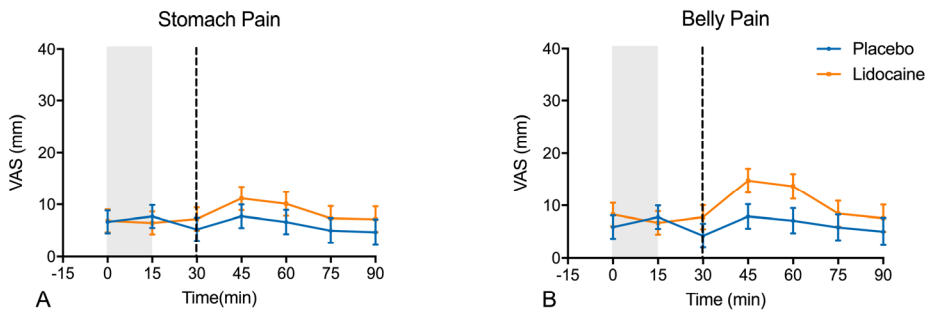 Stomach Pain
40
30
20
10
0
VAS (mm)
-15 0 15 30 45 60 75 90
Time(min)
A
Belly Pain
40
30
20
10
0
VAS (mm)
-15 0 15 30 45 60 75 90
Time (min)
B
Placebo
Lidocaine